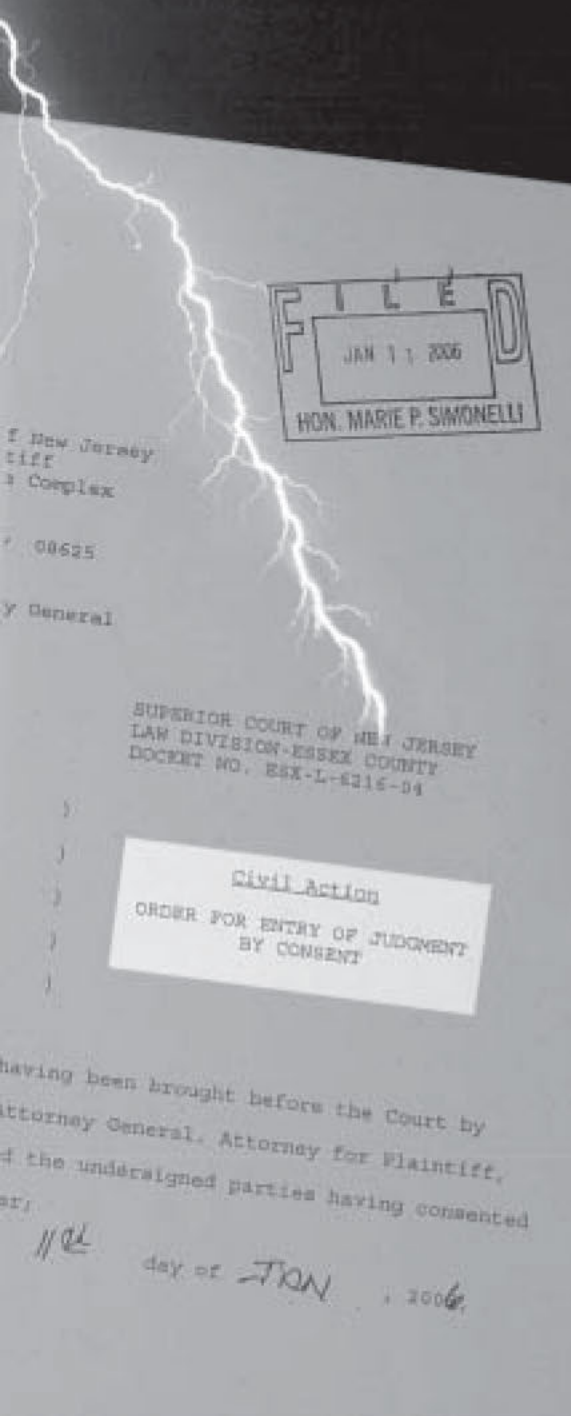 FILED
JAN 11 2006
HON. MARIE P. SIMONELLI
f New Jersey
tiff
Complex
, 08625
y General
SUPERIOR COURT OF NEW JERSEY
LAW DIVISION-ESSEX COUNTY
DOCKET NO. ESX-L-6216-04
)
)
)
)
)
Civil Action
ORDER FOR ENTRY OF JUDGMENT
BY CONSENT
having been brought before the Court by
ttorney General, Attorney for Plaintiff,
d the undersigned parties having consented
er;
11th day of JAN , 2006,